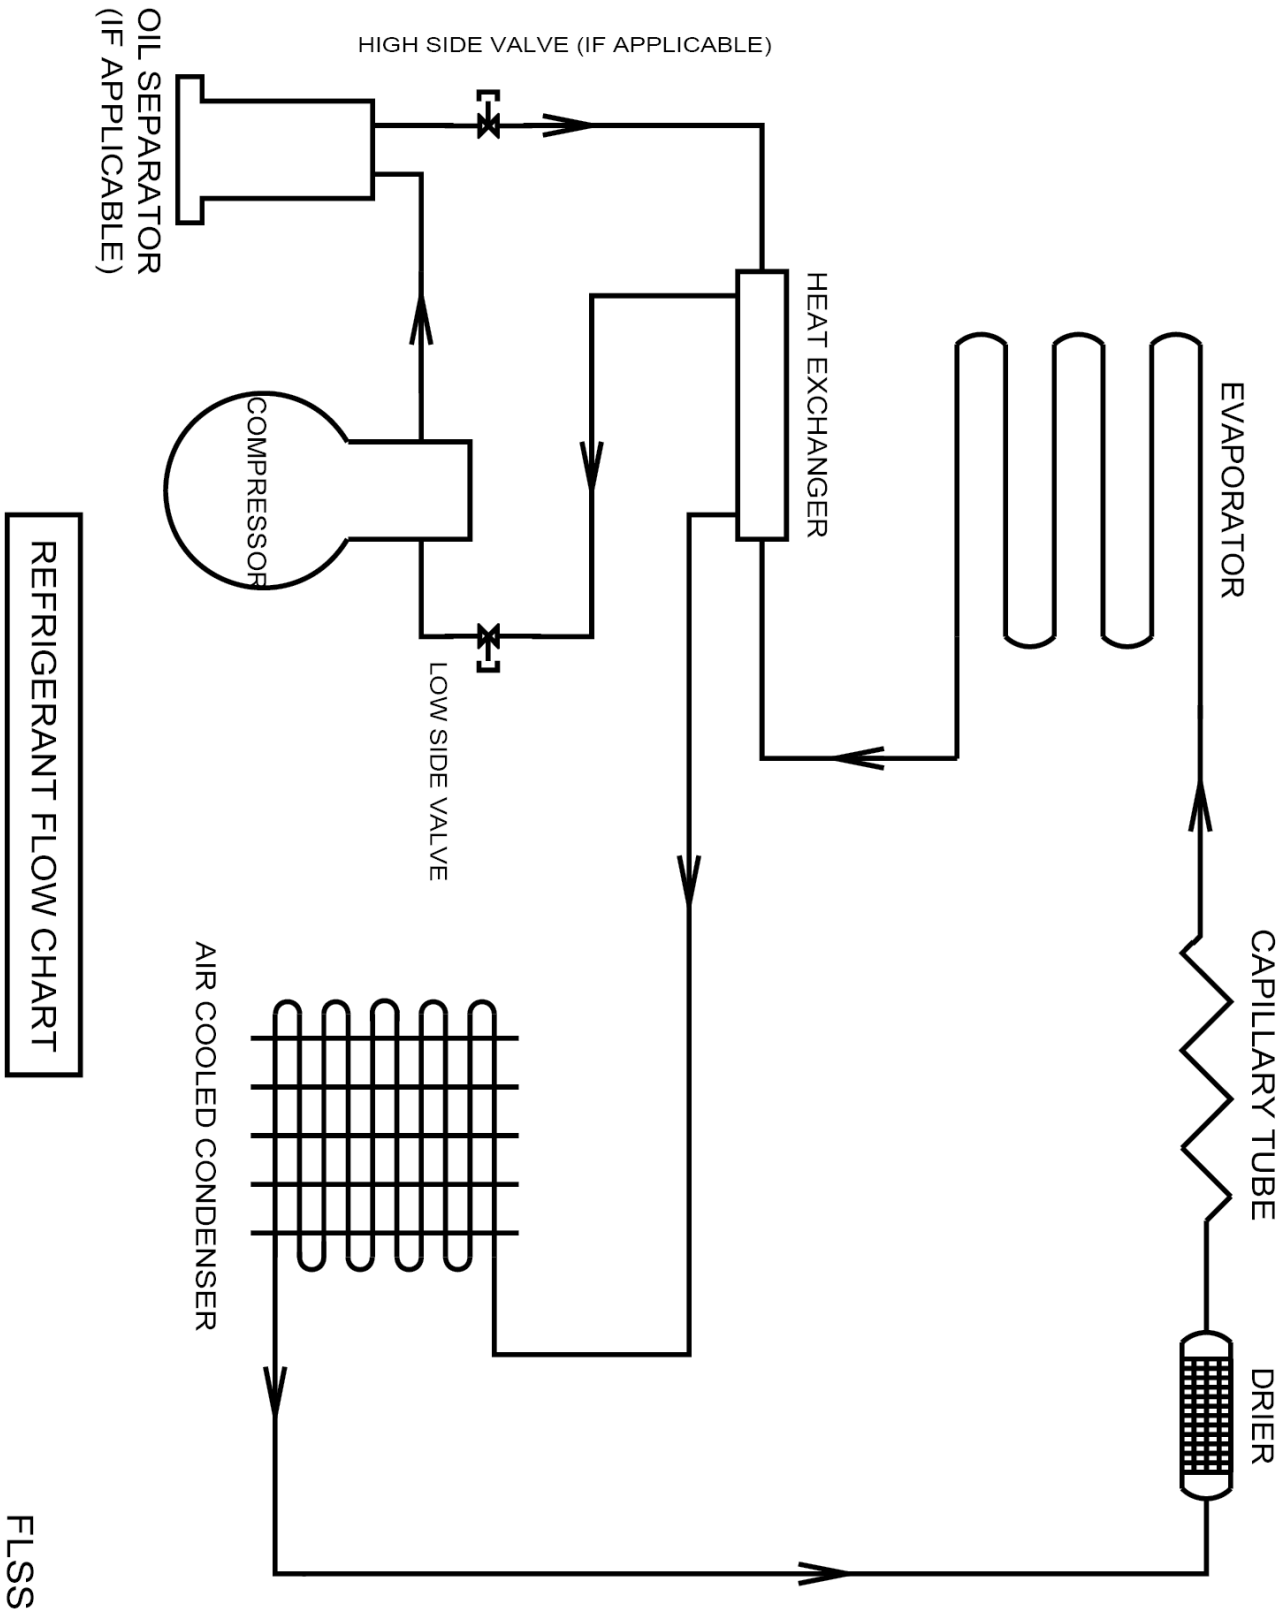 HIGH SIDE VALVE (IF APPLICABLE)
OIL SEPARATOR
(IF APPLICABLE)
HEAT EXCHANGER
EVAPORATOR
COMPRESSOR
LOW SIDE VALVE
AIR COOLED CONDENSER
CAPILLARY TUBE
DRIER
REFRIGERANT FLOW CHART
FLSS